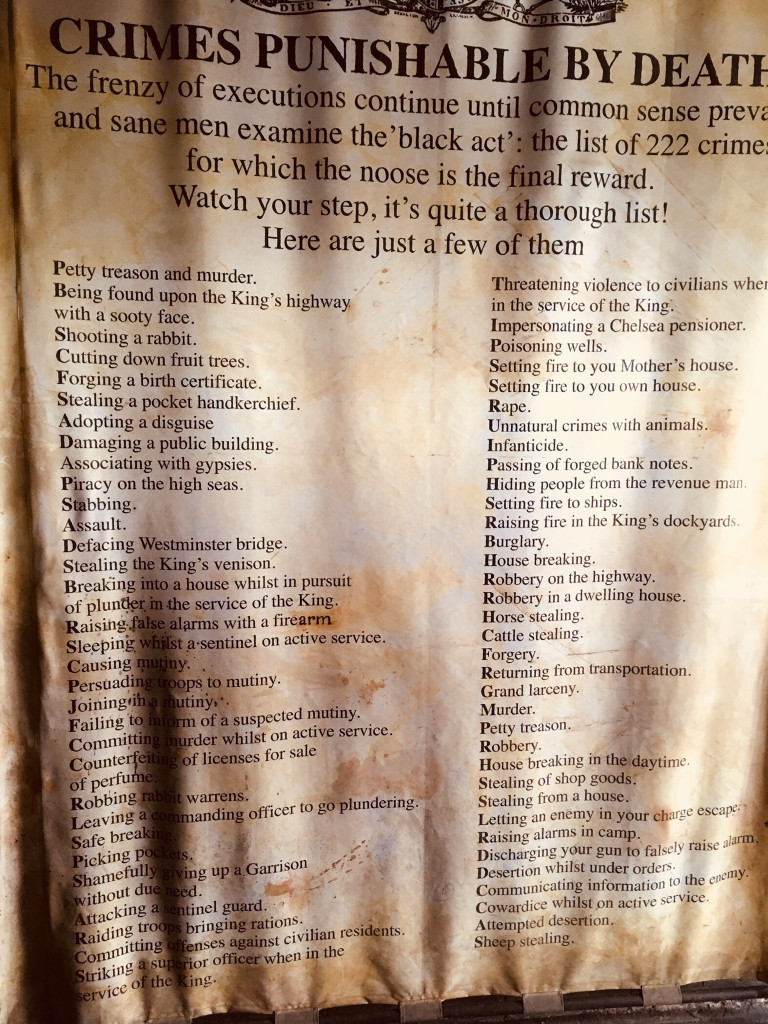 DIEU ET MON DROIT
CRIMES PUNISHABLE BY DEATH
The frenzy of executions continue until common sense preva
and sane men examine the 'black act': the list of 222 crimes
for which the noose is the final reward.
Watch your step, it's quite a thorough list!
Here are just a few of them
Petty treason and murder.
Being found upon the King's highway
with a sooty face.
Shooting a rabbit.
Cutting down fruit trees.
Forging a birth certificate.
Stealing a pocket handkerchief.
Adopting a disguise
Damaging a public building.
Associating with gypsies.
Piracy on the high seas.
Stabbing.
Assault.
Defacing Westminster bridge.
Stealing the King's venison.
Breaking into a house whilst in pursuit
of plunder in the service of the King.
Raising false alarms with a firearm
Sleeping whilst a sentinel on active service.
Causing mutiny.
Persuading troops to mutiny.
Joining in a mutiny.
Failing to inform of a suspected mutiny.
Committing murder whilst on active service.
Counterfeiting of licenses for sale
of perfume.
Robbing rabbit warrens.
Leaving a commanding officer to go plundering.
Safe breaking.
Picking pockets.
Shamefully giving up a Garrison
without due need.
Attacking a sentinel guard.
Raiding troops bringing rations.
Committing offenses against civilian residents.
Striking a superior officer when in the
service of the King.
Threatening violence to civilians when
in the service of the King.
Impersonating a Chelsea pensioner.
Poisoning wells.
Setting fire to you Mother's house.
Setting fire to you own house.
Rape.
Unnatural crimes with animals.
Infanticide.
Passing of forged bank notes.
Hiding people from the revenue man.
Setting fire to ships.
Raising fire in the King's dockyards.
Burglary.
House breaking.
Robbery on the highway.
Robbery in a dwelling house.
Horse stealing.
Cattle stealing.
Forgery.
Returning from transportation.
Grand larceny.
Murder.
Petty treason.
Robbery.
House breaking in the daytime.
Stealing of shop goods.
Stealing from a house.
Letting an enemy in your charge escape.
Raising alarms in camp.
Discharging your gun to falsely raise alarm.
Desertion whilst under orders.
Communicating information to the enemy.
Cowardice whilst on active service.
Attempted desertion.
Sheep stealing.